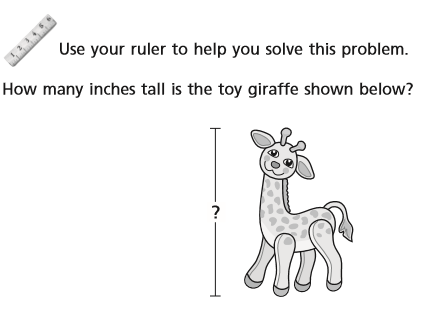 Use your ruler to help you solve this problem.
How many inches tall is the toy giraffe shown below?
?